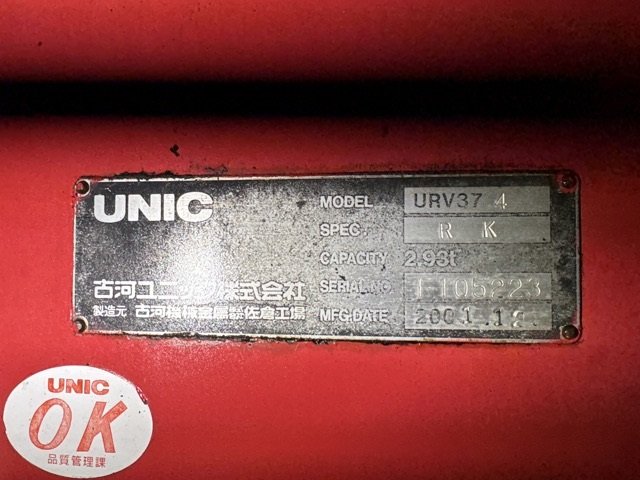 UNIC
MODEL URV37 4
SPEC R K
CAPACITY 2.93t
古河ユニック株式会社
SERIAL NO.
製造元 古河機械金属㈱佐倉工場
MFG.DATE 2001.12.
UNIC
OK
品質管理課